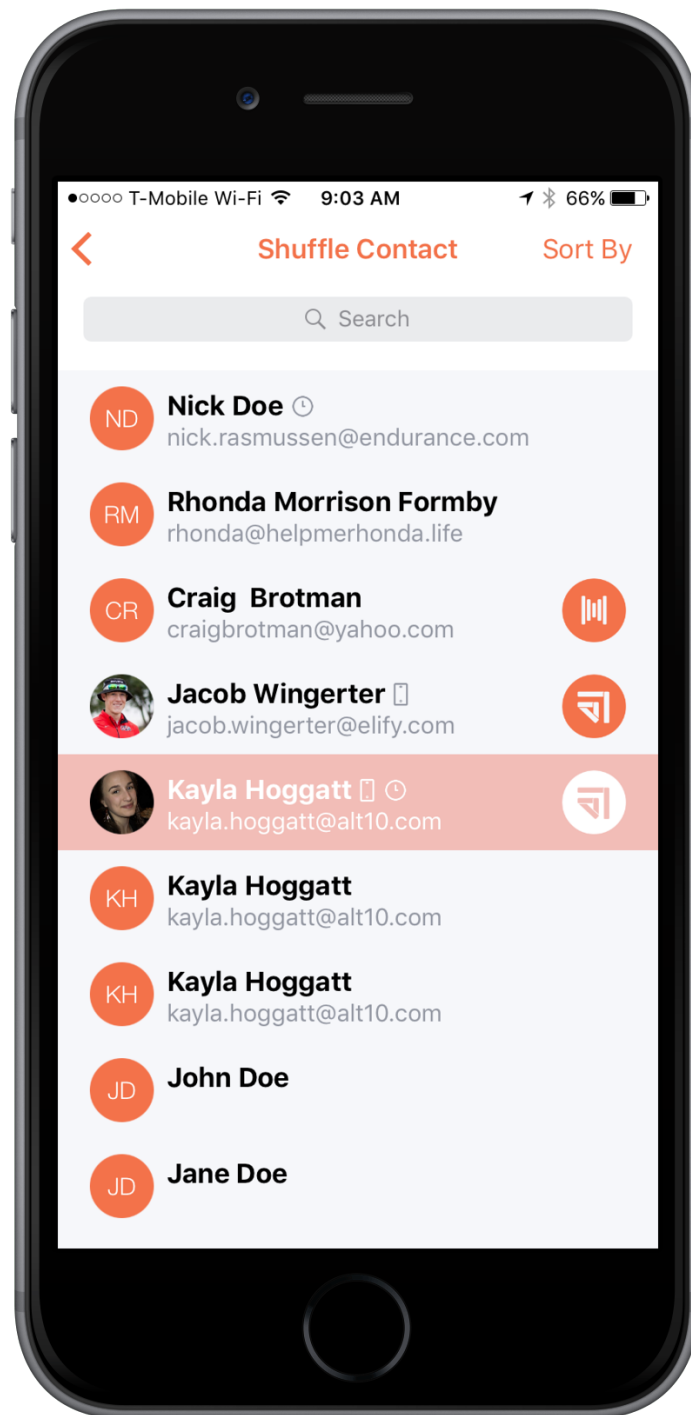 T-Mobile Wi-Fi 9:03 AM 66%
Shuffle Contact Sort By
Search
ND Nick Doe
nick.rasmussen@endurance.com
RM Rhonda Morrison Formby
rhonda@helpmerhonda.life
CR Craig Brotman
craigbrotman@yahoo.com
Jacob Wingerter
jacob.wingerter@elify.com
Kayla Hoggatt
kayla.hoggatt@alt10.com
KH Kayla Hoggatt
kayla.hoggatt@alt10.com
KH Kayla Hoggatt
kayla.hoggatt@alt10.com
JD John Doe
JD Jane Doe